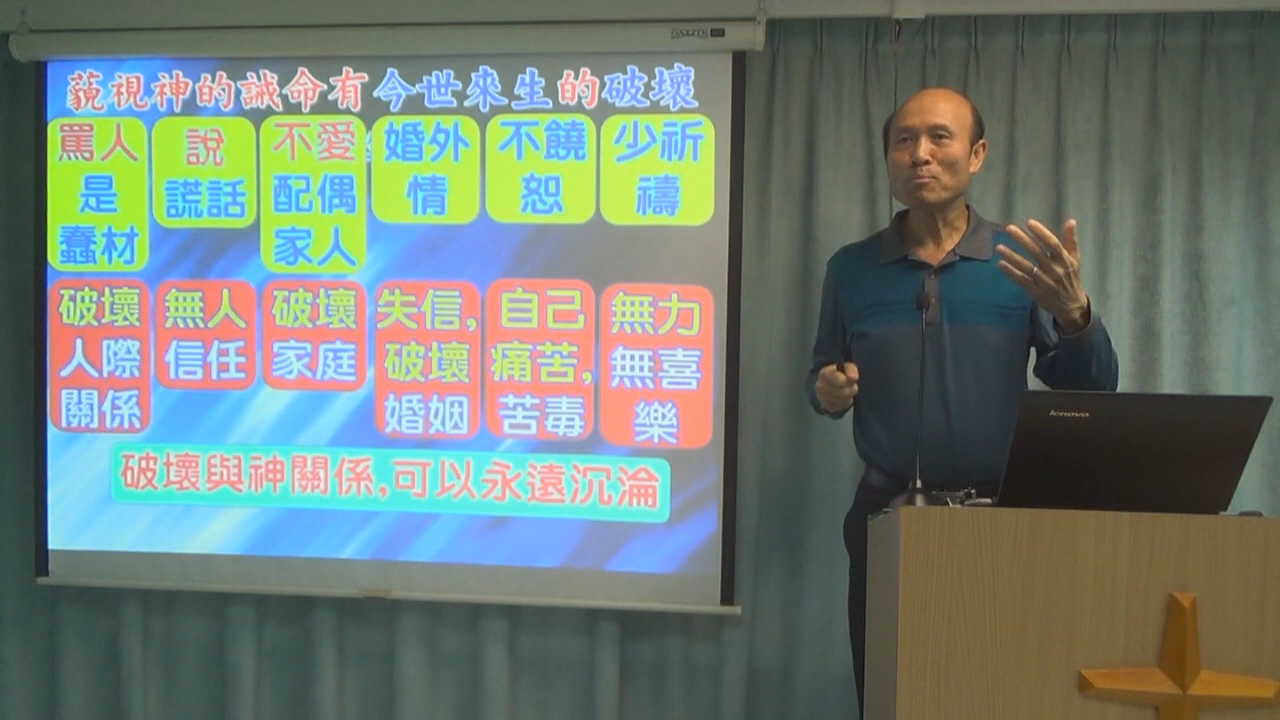 藐視神的誡命有今世來生的破壞
罵人
是
蠢材
說
謊話
不愛
配偶
家人
婚外
情
不饒
恕
少祈
禱
破壞
人際
關係
無人
信任
破壞
家庭
失信,
破壞
婚姻
自己
痛苦,
苦毒
無力
無喜
樂
破壞與神關係,可以永遠沉淪
lenovo